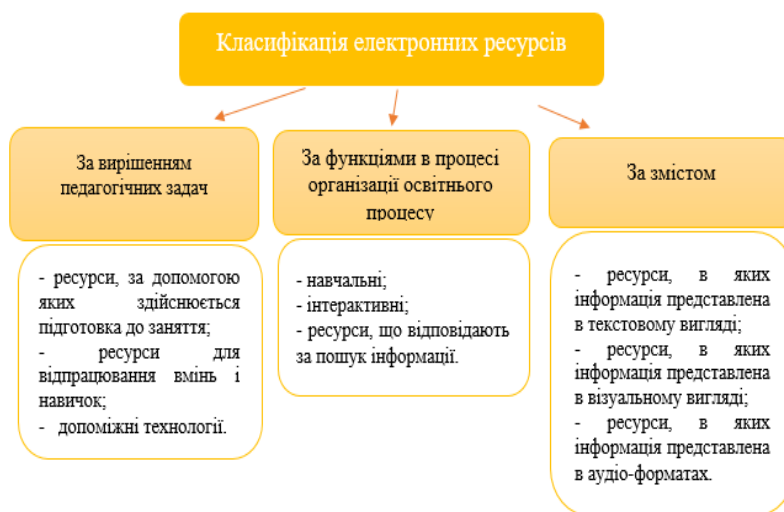 Класифікація електронних ресурсів
За вирішенням
педагогічних задач
- ресурси, за допомогою
яких здійснюється
підготовка до заняття;
- ресурси для
відпрацювання вмінь і
навичок;
- допоміжні технології.
За функціями в процесі
організації освітнього
процесу
- навчальні;
- інтерактивні;
- ресурси, що відповідають
за пошук інформації.
За змістом
- ресурси, в яких
інформація представлена
в текстовому вигляді;
- ресурси, в яких
інформація представлена
в візуальному вигляді;
- ресурси, в яких
інформація представлена
в аудіо-форматах.